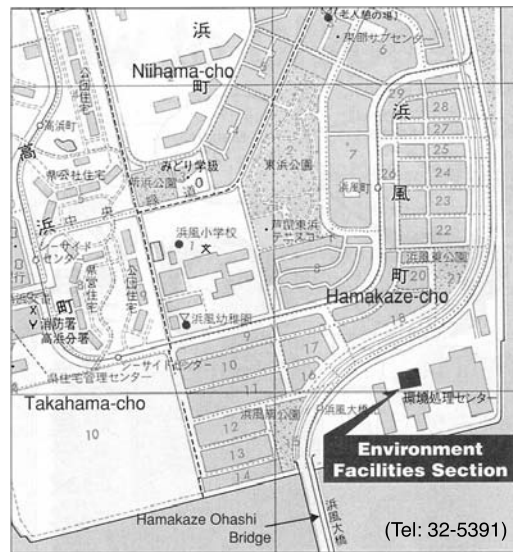 (老人憩の場)
東部サブセンター
6
浜
Niihama-cho
町
公団住宅
高浜町
高
県公社住宅
みどり学級
新浜公園
緑道
東浜公園
2
7
29
28
27
浜
25
26
24
浜風町
風
23
22
浜
中央
浜風小学校
1
芦屋東浜
テニスコート
シーサイド
センター
県営住宅
公団住宅
9
8
町
浜風東公園
20
21
町
Hamakaze-cho
消防署
高浜分署
浜風幼稚園
18
9
17
シーサイドセンター
県住宅管理センター
10
11
16
Takahama-cho
10
浜風南公園
浜風大橋
環境処理センター
12
15
13
14
Environment
Facilities Section
Hamakaze Ohashi
Bridge
浜風大橋
(Tel: 32-5391)